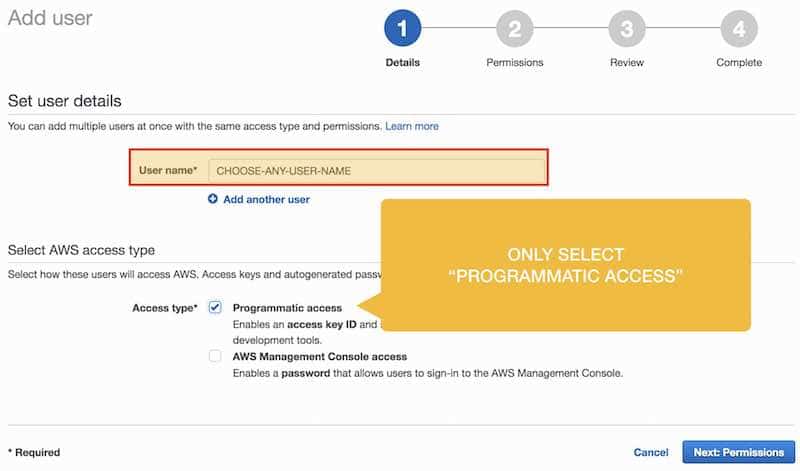 Add user
1
2
3
4
Details
Permissions
Review
Complete
Set user details
You can add multiple users at once with the same access type and permissions. Learn more
User name*
CHOOSE-ANY-USER-NAME
Add another user
Select AWS access type
Select how these users will access AWS. Access keys and autogenerated
ONLY SELECT
“PROGRAMMATIC ACCESS”
Access type*
Programmatic access
Enables an access key ID and
development tools.
AWS Management Console access
Enables a password that allows users to sign-in to the AWS Management Console.
* Required
Cancel
Next: Permissions